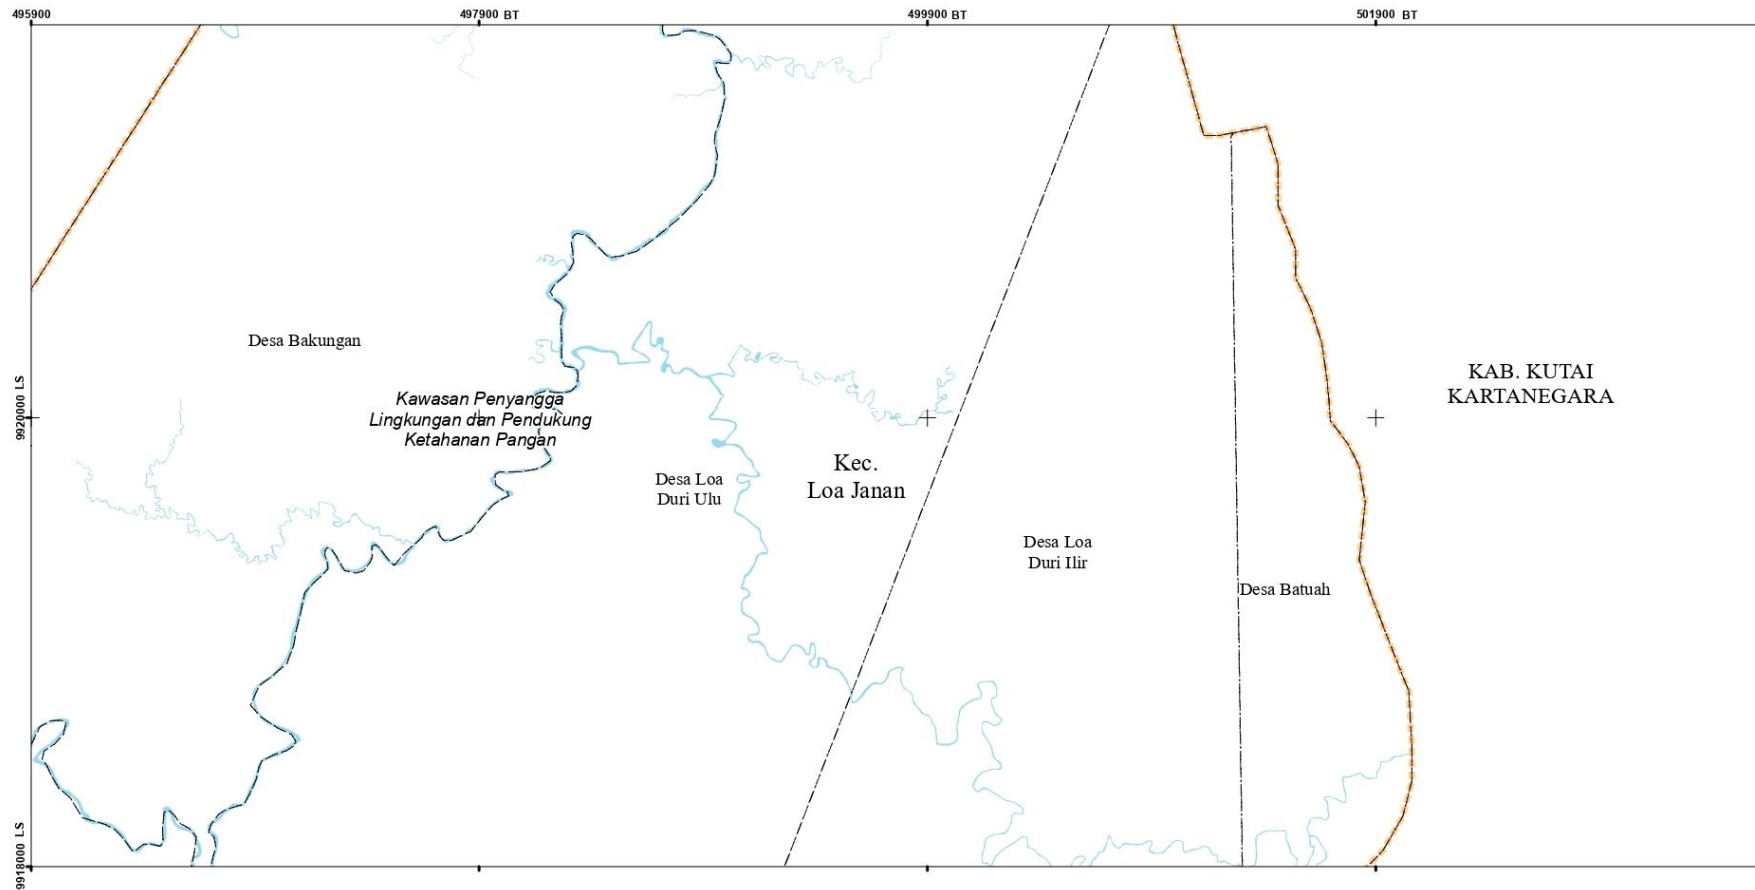 495900
497900 BT
499900 BT
501900 BT
Desa Bakungan
KAB. KUTAI
KARTANEGARA
9920000 LS
Kawasan Penyangga
Lingkungan dan Pendukung
Ketahanan Pangan
Kec.
Loa Janan
Desa Loa
Duri Ulu
Desa Loa
Duri Ilir
Desa Batuah
9918000 LS